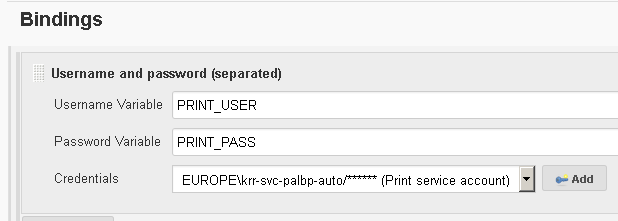 Bindings
Username and password (separated)
Username Variable PRINT_USER
Password Variable PRINT_PASS
Credentials EUROPE\krr-svc-palbp-auto/****** (Print service account) Add